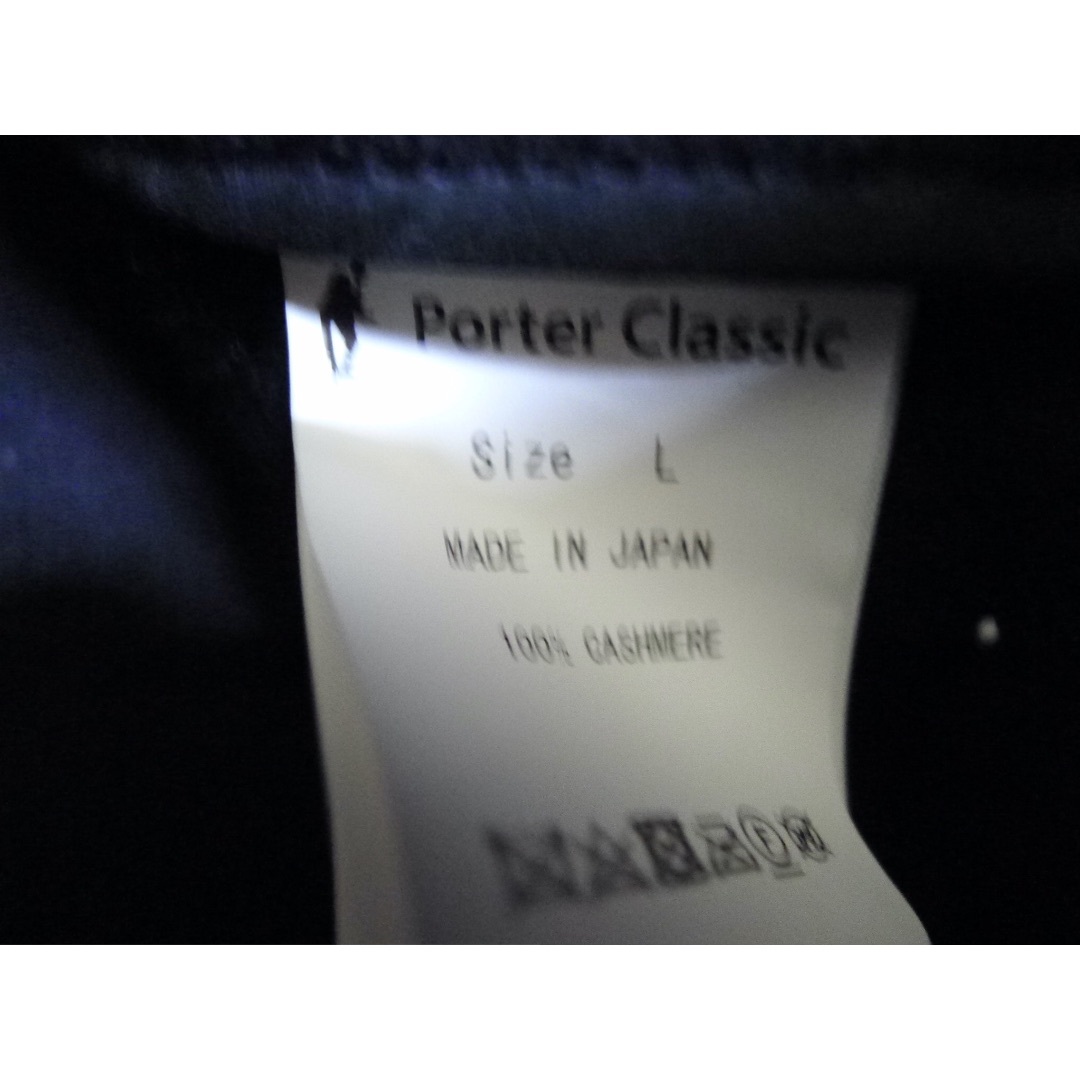 Porter Classic
Size L
MADE IN JAPAN
100% CASHMERE